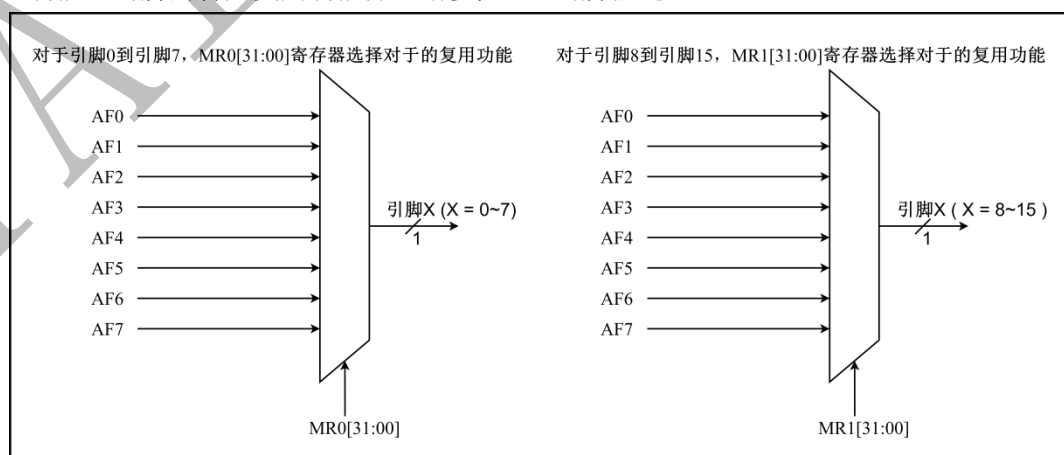 对于引脚0到引脚7，MR0[31:00]寄存器选择对于的复用功能
AF0
AF1
AF2
AF3
AF4
AF5
AF6
AF7
引脚X (X = 0~7)
1
MR0[31:00]
对于引脚8到引脚15，MR1[31:00]寄存器选择对于的复用功能
AF0
AF1
AF2
AF3
AF4
AF5
AF6
AF7
引脚X ( X = 8~15 )
1
MR1[31:00]